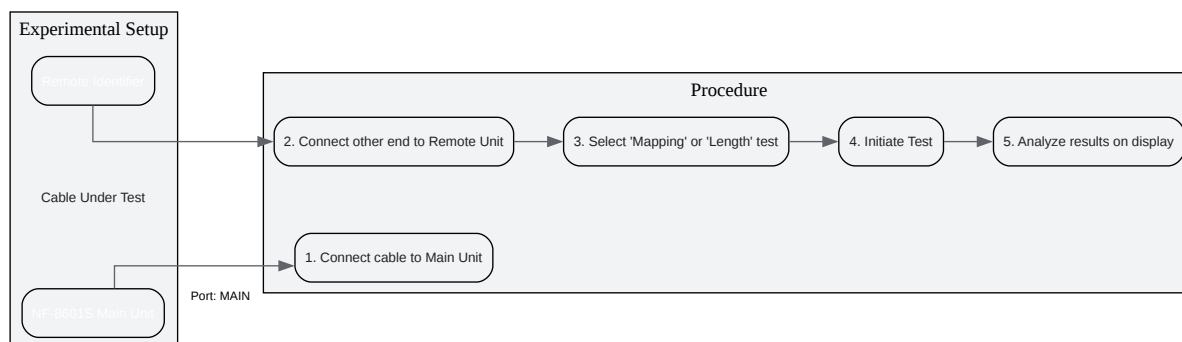 Experimental Setup
Remote Identifier
Procedure
2. Connect other end to Remote Unit
3. Select 'Mapping' or 'Length' test
4. Initiate Test
5. Analyze results on display
Cable Under Test
1. Connect cable to Main Unit
Port: MAIN
NF-8601S Main Unit